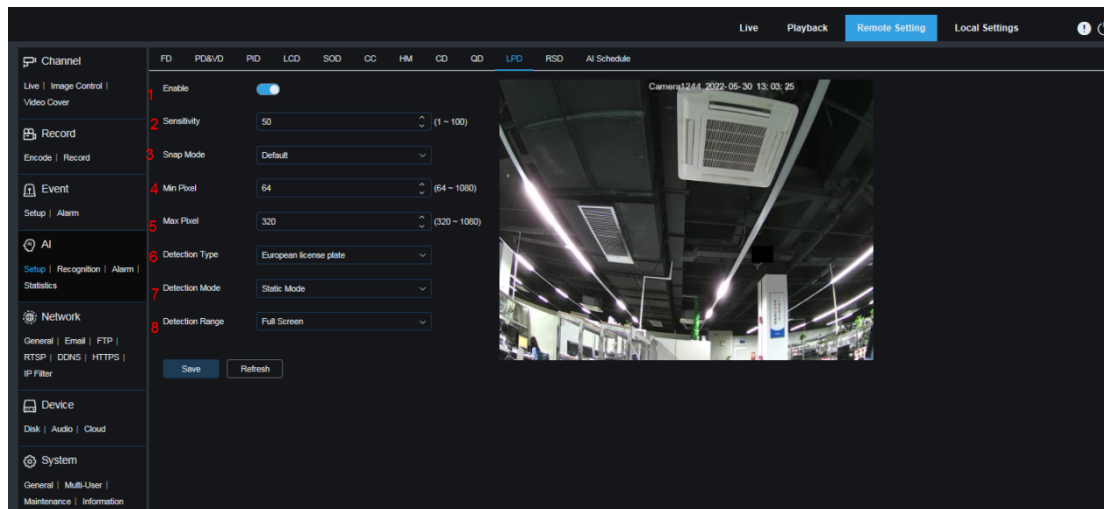 Live Playback Remote Setting Local Settings
Channel
Live | Image Control |
Video Cover
Record
Encode | Record
Event
Setup | Alarm
AI
Setup | Recognition | Alarm |
Statistics
Network
General | Email | FTP |
RTSP | DDNS | HTTPS |
IP Filter
Device
Disk | Audio | Cloud
System
General | Multi-User |
Maintenance | Information
FD PD&VD PID LCD SOD CC HM CD QD LPD RSD AI Schedule
1 Enable
2 Sensitivity 50 (1 ~ 100)
3 Snap Mode Default
4 Min Pixel 64 (64 ~ 1080)
5 Max Pixel 320 (320 ~ 1080)
6 Detection Type European license plate
7 Detection Mode Static Mode
8 Detection Range Full Screen
Save Refresh
Camera1244 2022-05-30 13:03:25